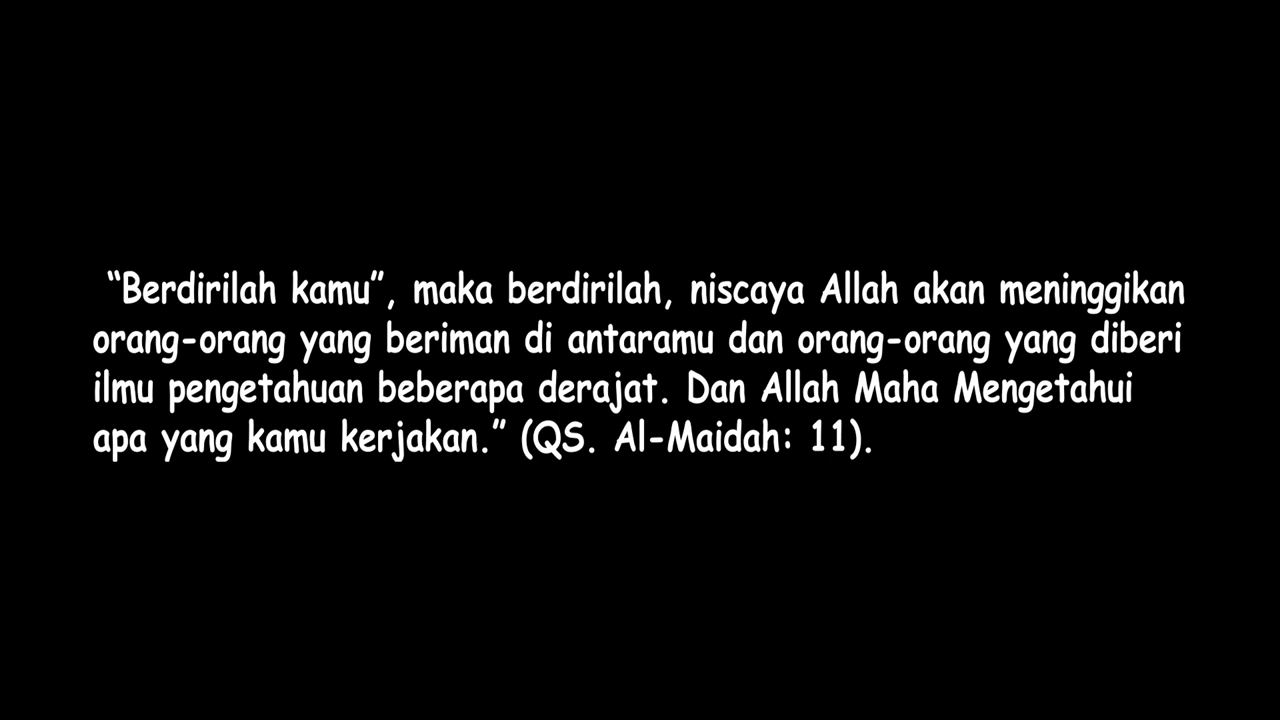 “Berdirilah kamu”, maka berdirilah, niscaya Allah akan meninggikan
orang-orang yang beriman di antaramu dan orang-orang yang diberi
ilmu pengetahuan beberapa derajat. Dan Allah Maha Mengetahui
apa yang kamu kerjakan.” (QS. Al-Maidah: 11).